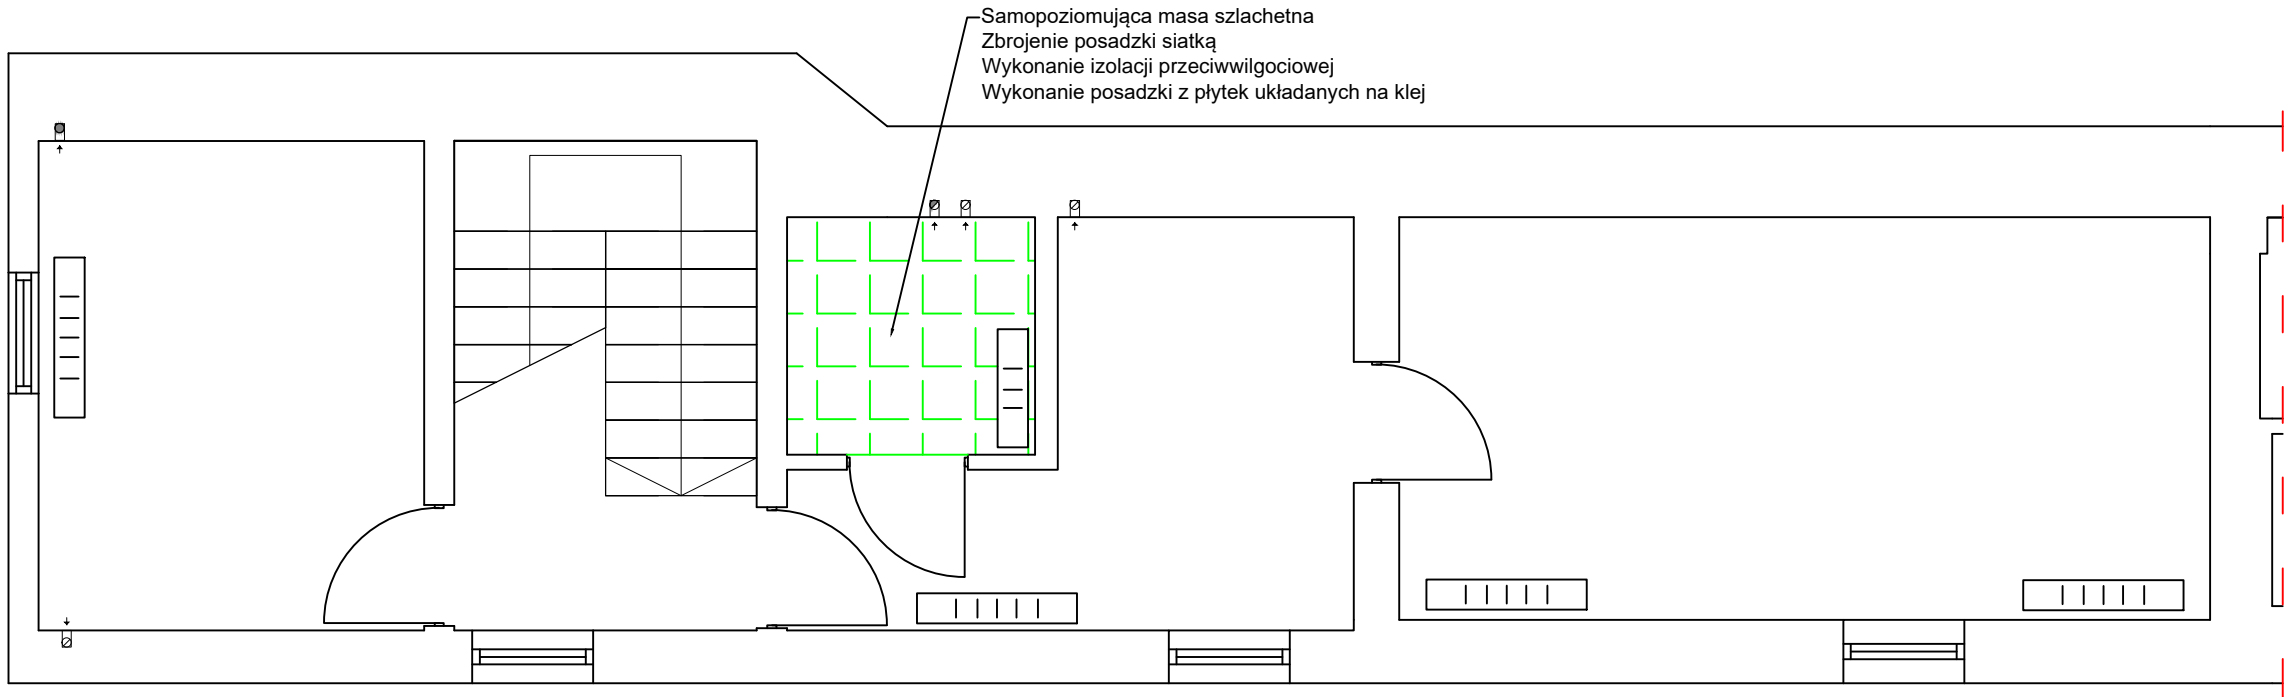 Samopoziomująca masa szlachetna
Zbrojenie posadzki siatką
Wykonanie izolacji przeciwwilgociowej
Wykonanie posadzki z płytek układanych na klej